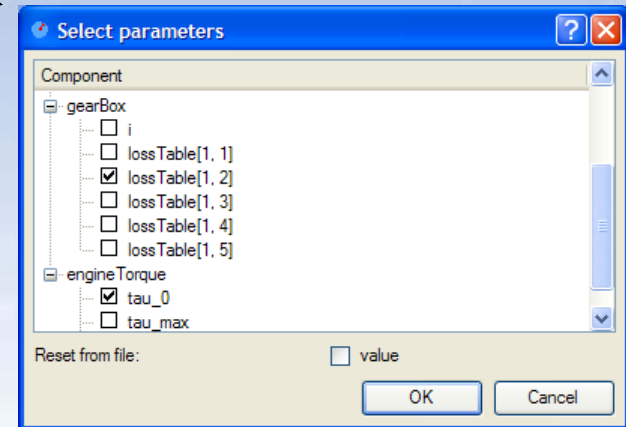 Select parameters
Component
gearBox
i
lossTable[1, 1]
lossTable[1, 2]
lossTable[1, 3]
lossTable[1, 4]
lossTable[1, 5]
engineTorque
tau_0
tau_max
Reset from file: value
OK Cancel